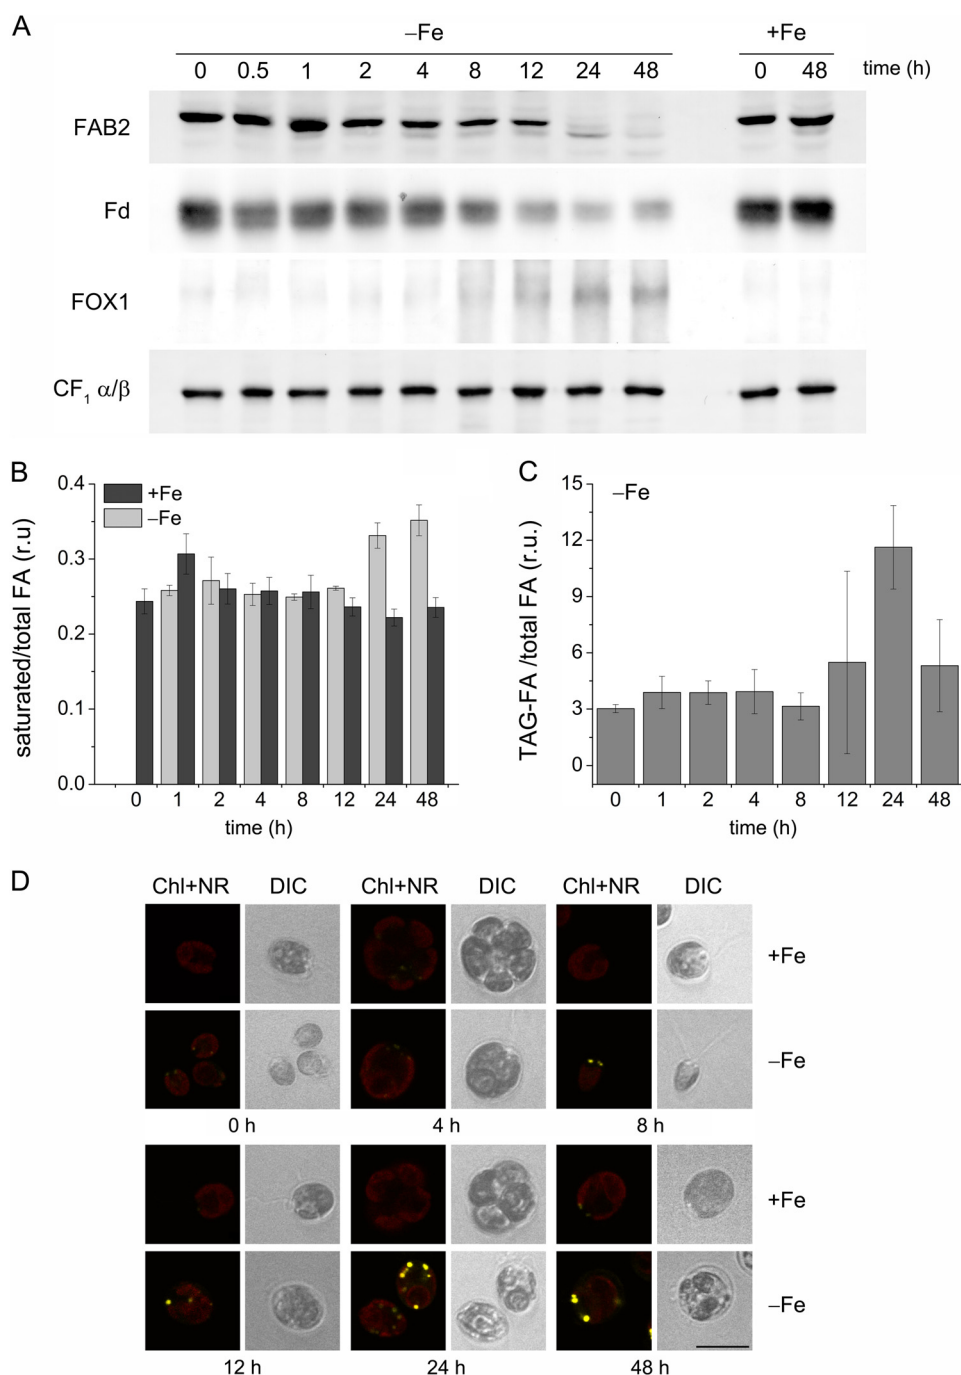 A
–Fe +Fe
0 0.5 1 2 4 8 12 24 48 0 48 time (h)
FAB2
Fd
FOX1
CF1 α/β
B
0.4
0.3
0.2
0.1
0.0
saturated/total FA (r.u)
+Fe
–Fe
0 1 2 4 8 12 24 48
time (h)
C
–Fe
15
12
9
6
3
0
TAG-FA /total FA (r.u.)
0 1 2 4 8 12 24 48
time (h)
D
Chl+NR DIC Chl+NR DIC Chl+NR DIC
+Fe
–Fe
0 h 4 h 8 h
+Fe
–Fe
12 h 24 h 48 h